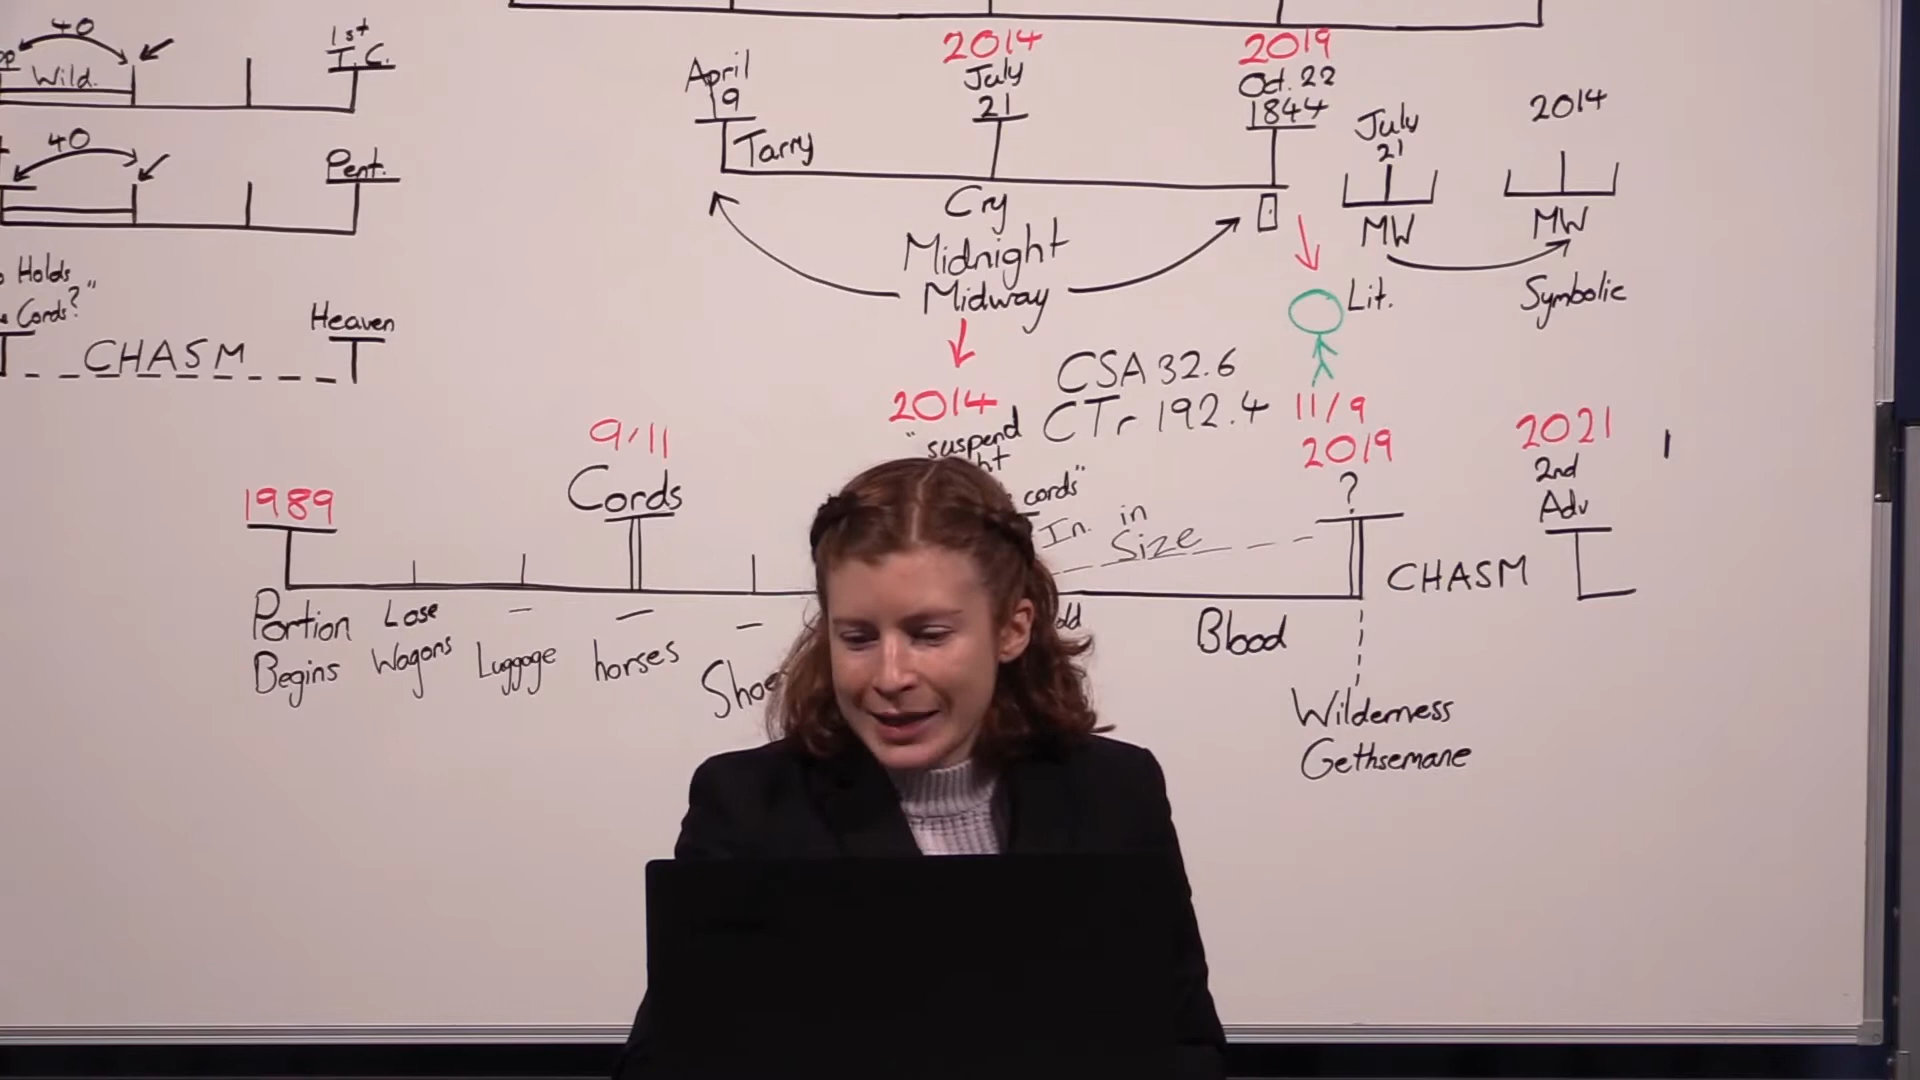 40
Wild.
1st
T.C.
40
Pent.
Holds
Cords?"
CHASM
Heaven
April
19
Tarry
2014
July
21
Cry
Midnight
Midway
2019
Oct. 22
1844
July
21
MW
2014
MW
Symbolic
Lit.
CSA 32.6
CTr 192.4
2014
"suspend
cords"
In. in
Size
11/9
2019
?
2021
2nd
Adv
CHASM
9/11
Cords
1989
Portion
Begins
Lose
Wagons
–
Luggage
–
horses
–
Blood
Wilderness
Gethsemane